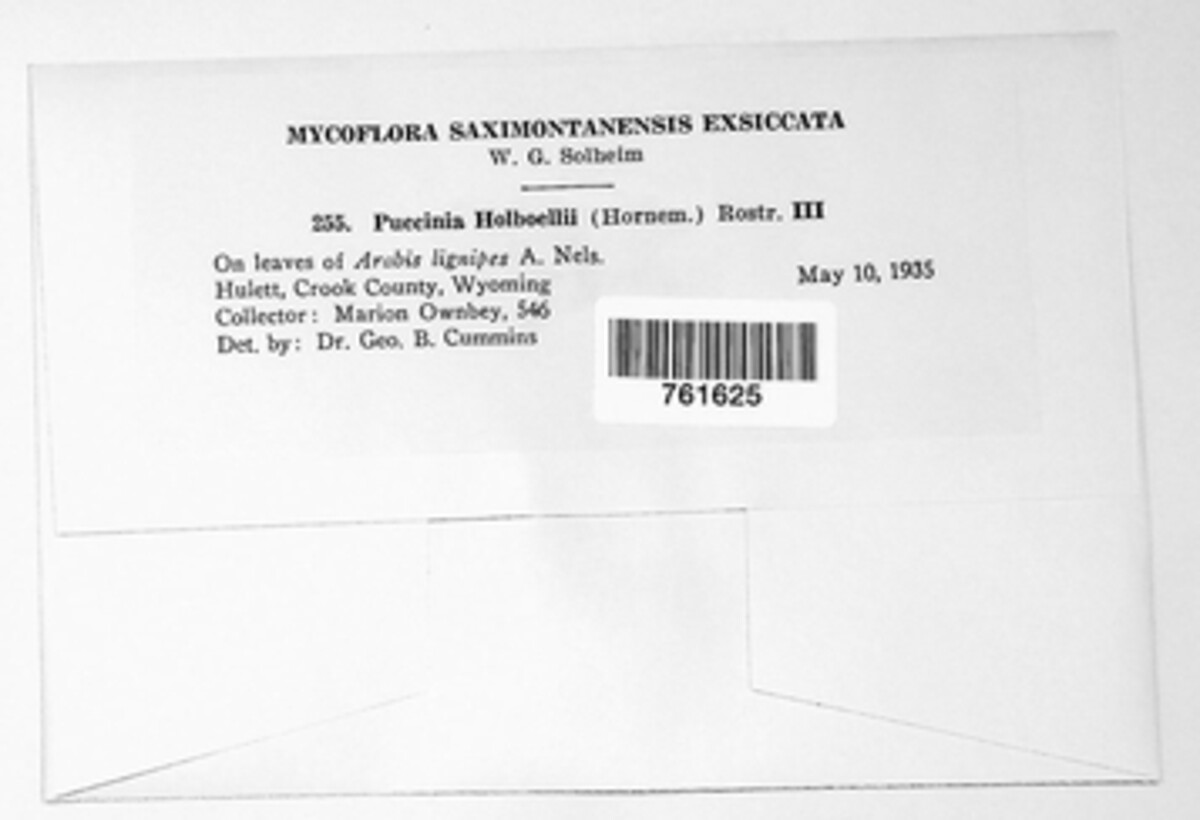 MYCOFLORA SAXIMONTANENSIS EXSICCATA
W. G. Solheim
255. Puccinia Holboellii (Hornem.) Rostr. III
On leaves of Arabis lignipes A. Nels.
Hulett, Crook County, Wyoming
May 10, 1935
Collector: Marion Ownbey, 546
Det. by: Dr. Geo. B. Cummins
761625